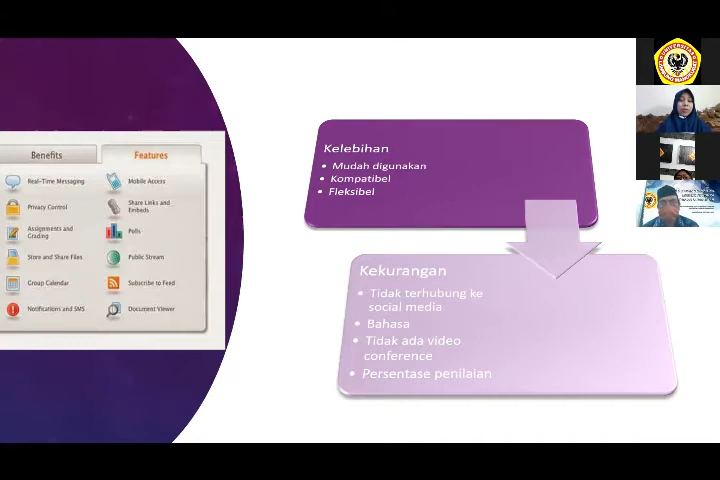 Benefits
Features
Real-Time Messaging
Mobile Access
Privacy Control
Share Links and
Embeds
Assignments and
Grading
Polls
Store and Share Files
Public Stream
Group Calendar
Subscribe to Feed
Notifications and SMS
Document Viewer
Kelebihan
• Mudah digunakan
• Kompatibel
• Fleksibel
Kekurangan
• Tidak terhubung ke
social media
• Bahasa
• Tidak ada video
conference
• Persentase penilaian